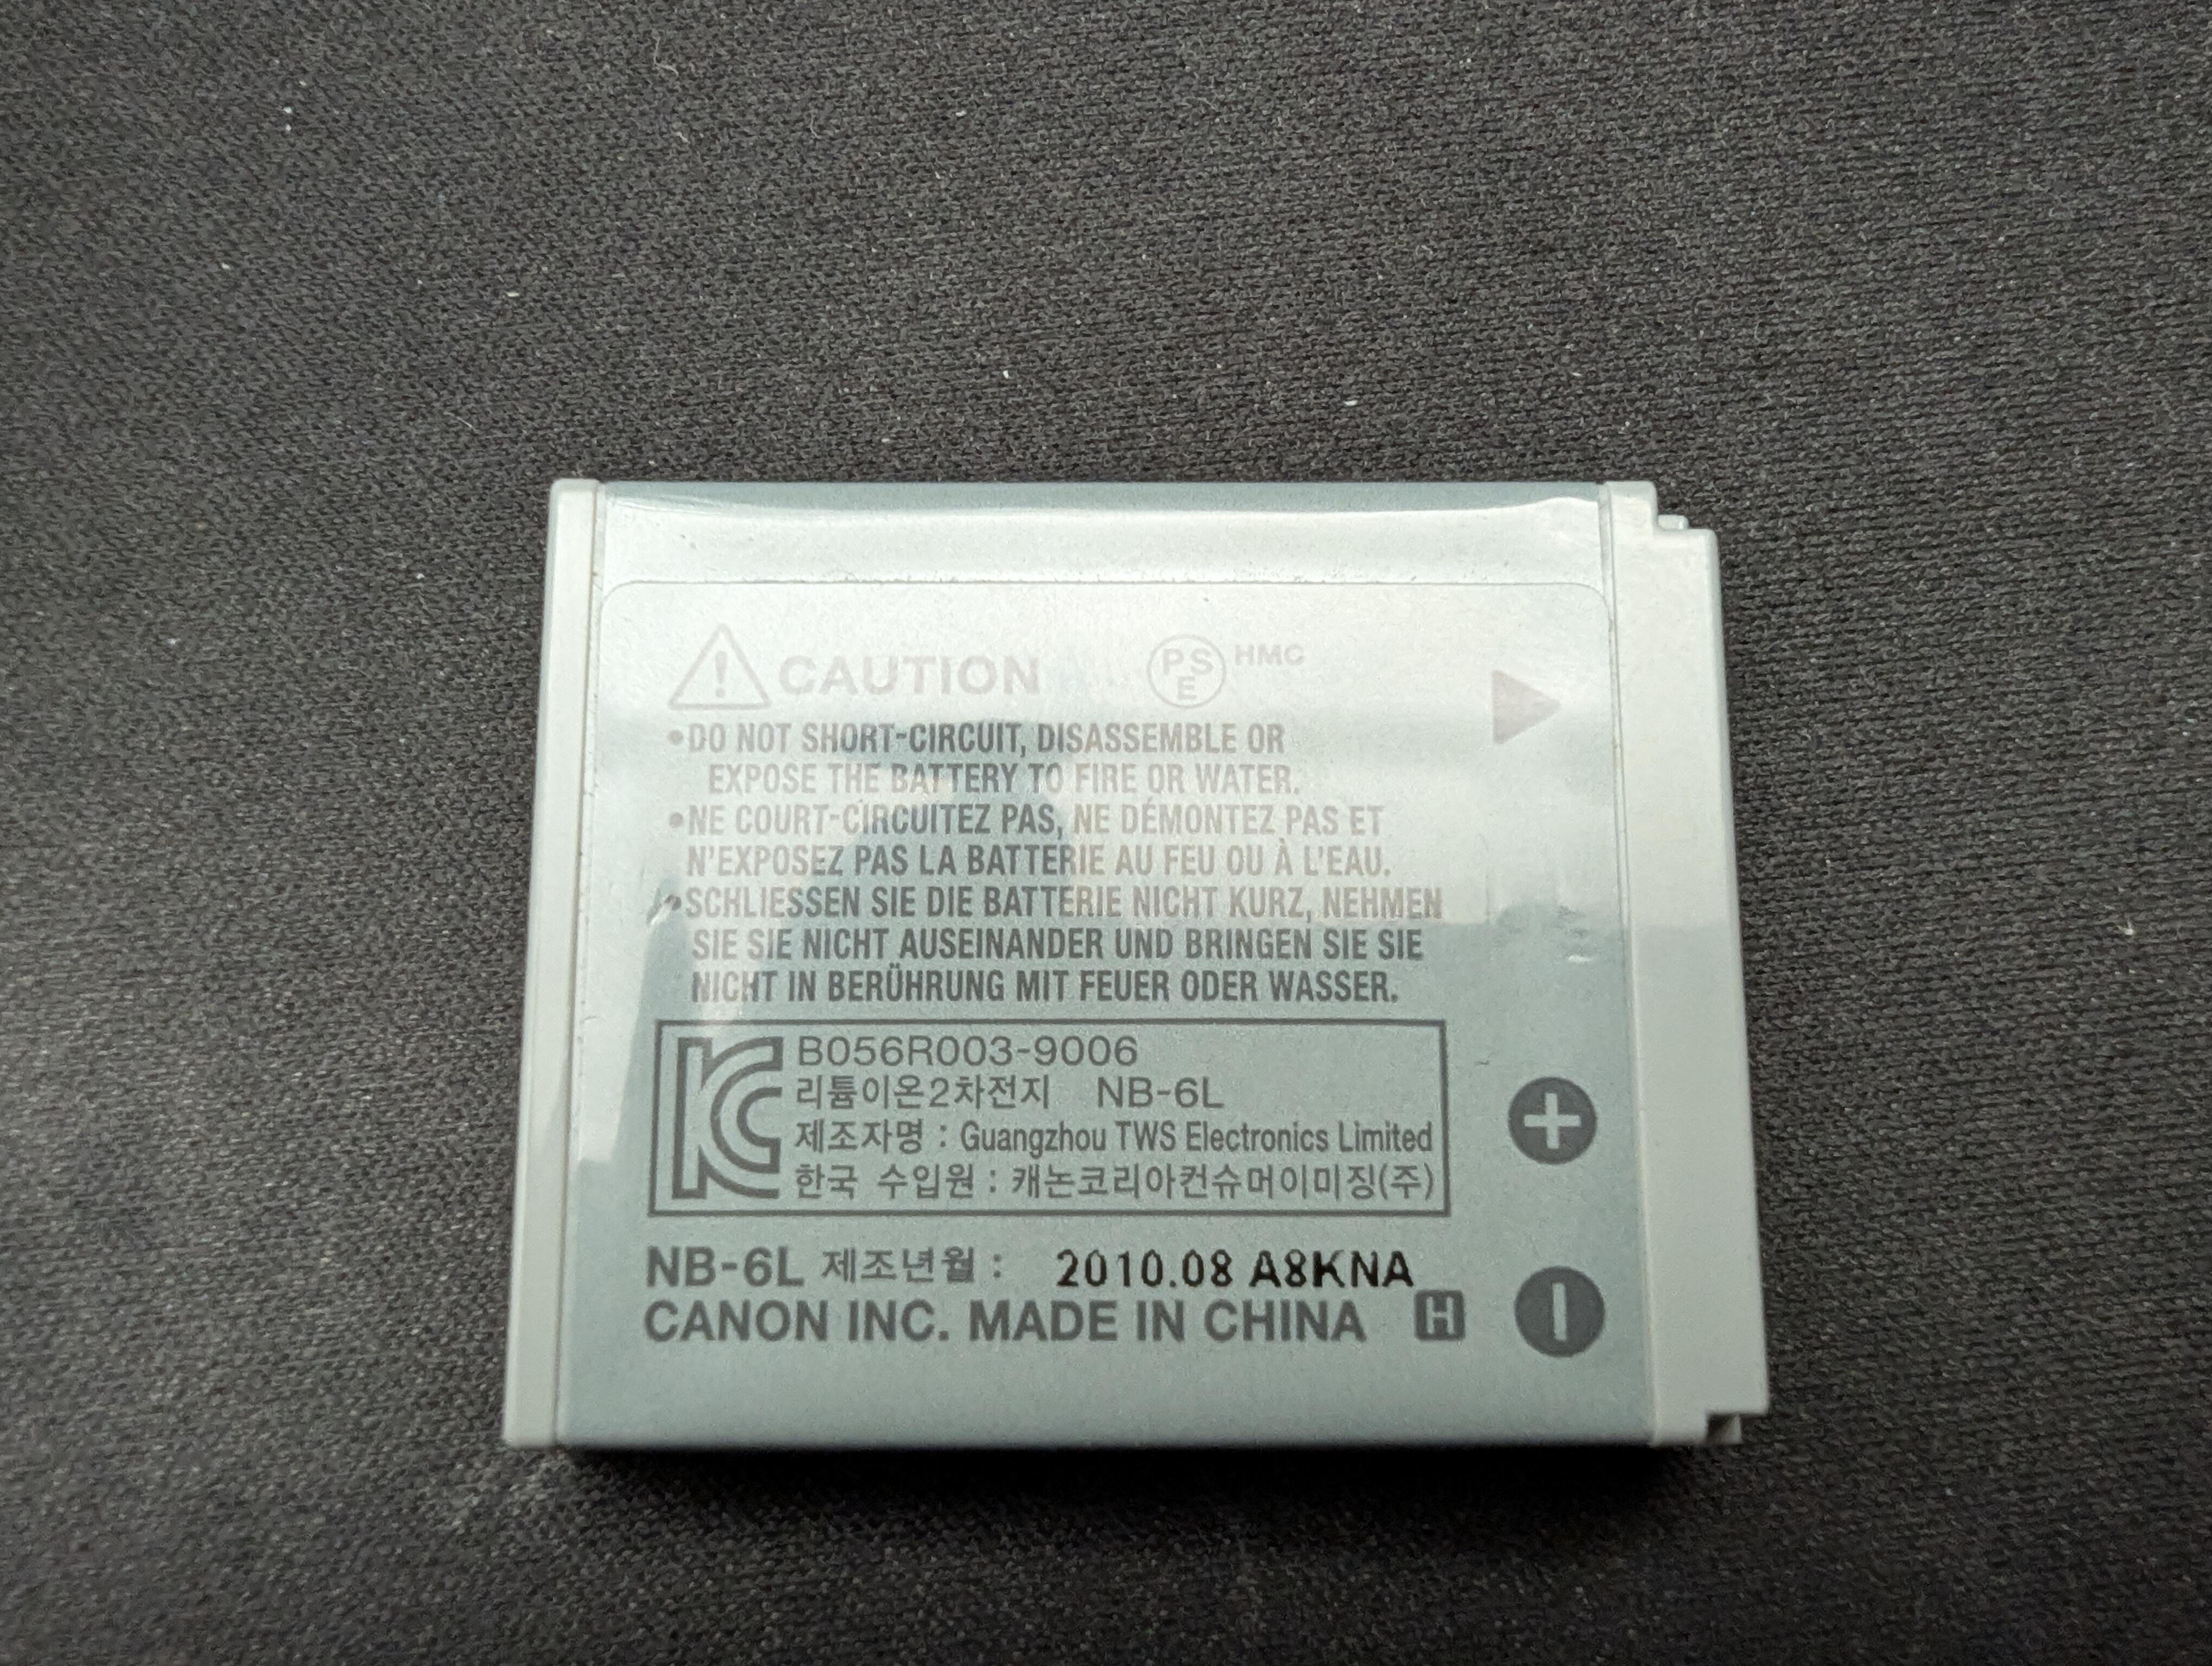 CAUTION PSE HMC
•DO NOT SHORT-CIRCUIT, DISASSEMBLE OR
EXPOSE THE BATTERY TO FIRE OR WATER.
•NE COURT-CIRCUITEZ PAS, NE DÉMONTEZ PAS ET
N'EXPOSEZ PAS LA BATTERIE AU FEU OU À L'EAU.
•SCHLIESSEN SIE DIE BATTERIE NICHT KURZ, NEHMEN
SIE SIE NICHT AUSEINANDER UND BRINGEN SIE SIE
NICHT IN BERÜHRUNG MIT FEUER ODER WASSER.
KC B056R003-9006
리튬이온2차전지 NB-6L
제조자명 : Guangzhou TWS Electronics Limited
한국 수입원 : 캐논코리아컨슈머이미징(주)
NB-6L 제조년월 : 2010.08 A8KNA
CANON INC. MADE IN CHINA H